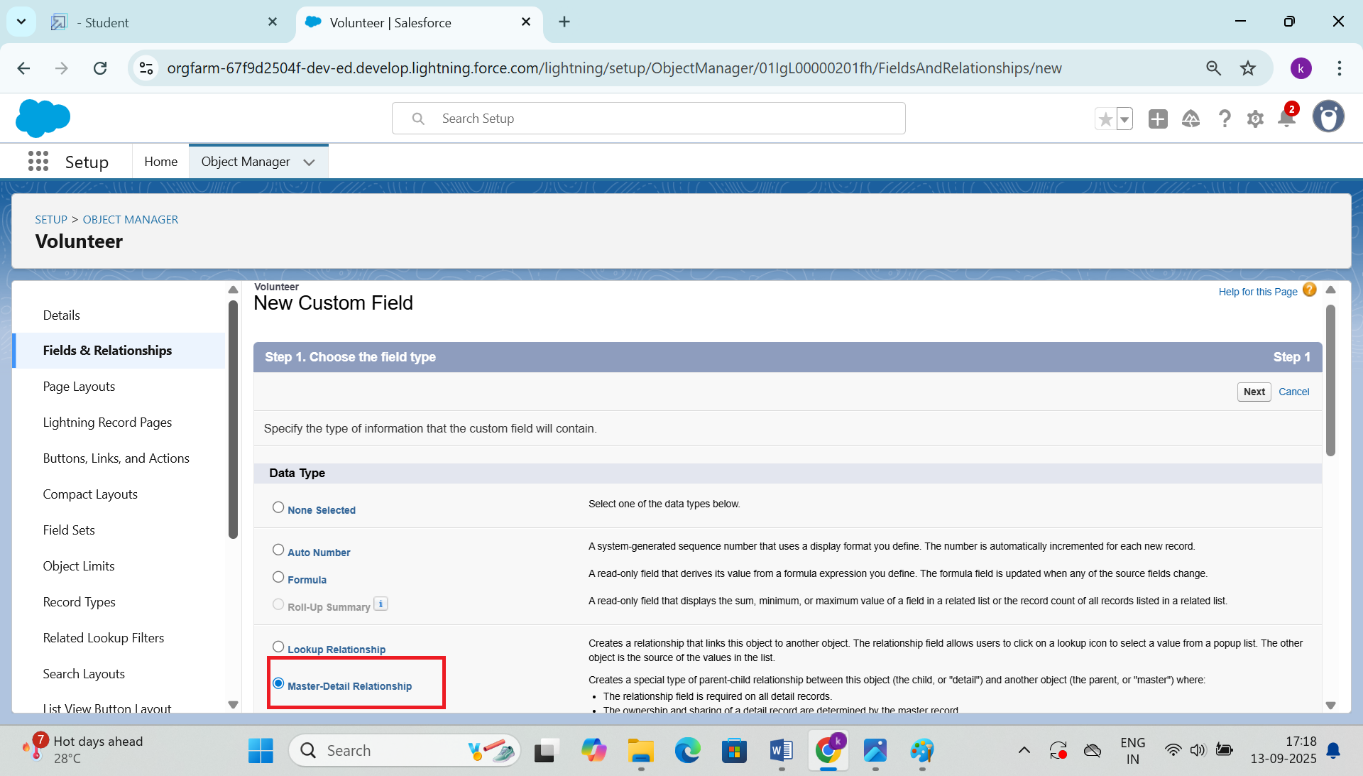 - Student
Volunteer | Salesforce
orgfarm-67f9d2504f-dev-ed.develop.lightning.force.com/lightning/setup/ObjectManager/01IgL00000201fh/FieldsAndRelationships/new
k
Search Setup
2
Setup
Home
Object Manager
SETUP > OBJECT MANAGER
Volunteer
Details
Fields & Relationships
Page Layouts
Lightning Record Pages
Buttons, Links, and Actions
Compact Layouts
Field Sets
Object Limits
Record Types
Related Lookup Filters
Search Layouts
List View Button Layout
Volunteer
New Custom Field
Help for this Page ?
Step 1. Choose the field type Step 1
Next Cancel
Specify the type of information that the custom field will contain.
Data Type
None Selected Select one of the data types below.
Auto Number A system-generated sequence number that uses a display format you define. The number is automatically incremented for each new record.
Formula A read-only field that derives its value from a formula expression you define. The formula field is updated when any of the source fields change.
Roll-Up Summary i A read-only field that displays the sum, minimum, or maximum value of a field in a related list or the record count of all records listed in a related list.
Lookup Relationship Creates a relationship that links this object to another object. The relationship field allows users to click on a lookup icon to select a value from a popup list. The other
object is the source of the values in the list.
Master-Detail Relationship Creates a special type of parent-child relationship between this object (the child, or "detail") and another object (the parent, or "master") where:
• The relationship field is required on all detail records.
• The ownership and sharing of a detail record are determined by the master record.
7
Hot days ahead
28°C
Search
k
ENG
IN
17:18
13-09-2025